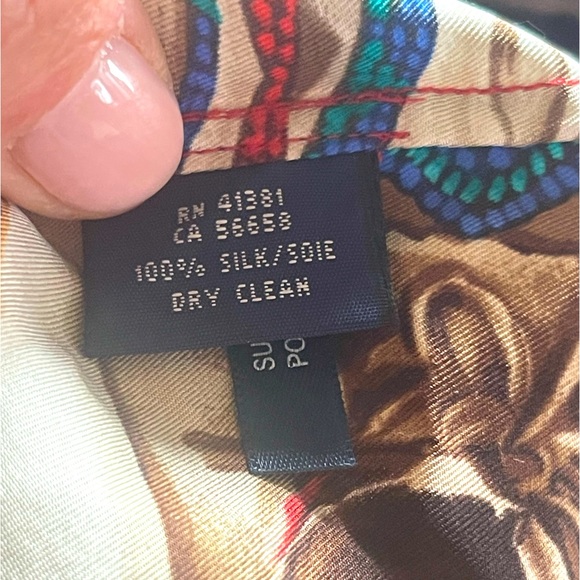 RN 41381
CA 56658
100% SILK/SOIE
DRY CLEAN
SU
PO